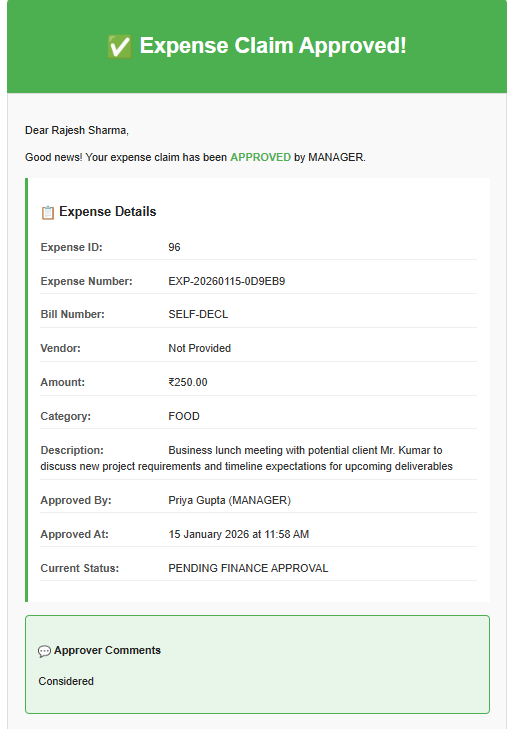 ✅ Expense Claim Approved!
Dear Rajesh Sharma,
Good news! Your expense claim has been APPROVED by MANAGER.
📋 Expense Details
Expense ID: 96
Expense Number: EXP-20260115-0D9EB9
Bill Number: SELF-DECL
Vendor: Not Provided
Amount: ₹250.00
Category: FOOD
Description: Business lunch meeting with potential client Mr. Kumar to
discuss new project requirements and timeline expectations for upcoming deliverables
Approved By: Priya Gupta (MANAGER)
Approved At: 15 January 2026 at 11:58 AM
Current Status: PENDING FINANCE APPROVAL
💬 Approver Comments
Considered